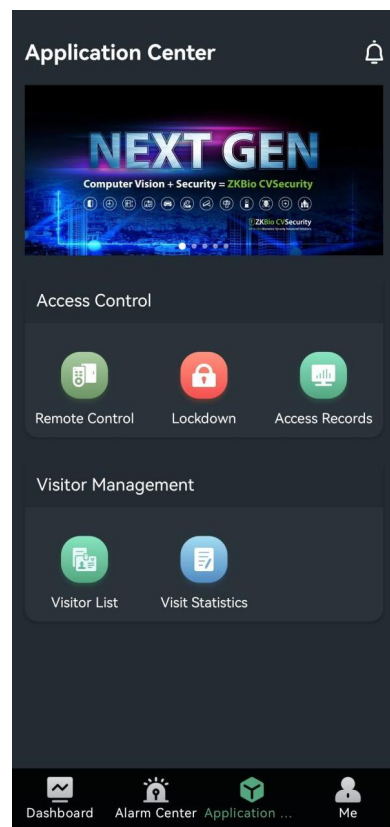 Application Center
NEXT GEN
Computer Vision + Security = ZKBio CVSecurity
ZKBio CVSecurity
Access Control
Remote Control
Lockdown
Access Records
Visitor Management
Visitor List
Visit Statistics
Dashboard
Alarm Center
Application ...
Me